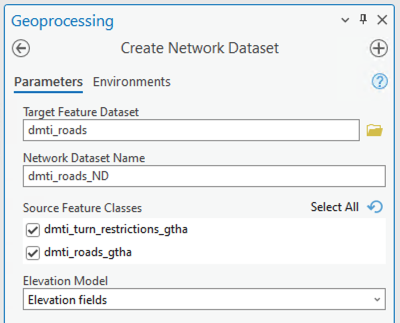 Geoprocessing
Create Network Dataset
Parameters Environments
Target Feature Dataset
dmti_roads
Network Dataset Name
dmti_roads_ND
Source Feature Classes Select All
dmti_turn_restrictions_gtha
dmti_roads_gtha
Elevation Model
Elevation fields